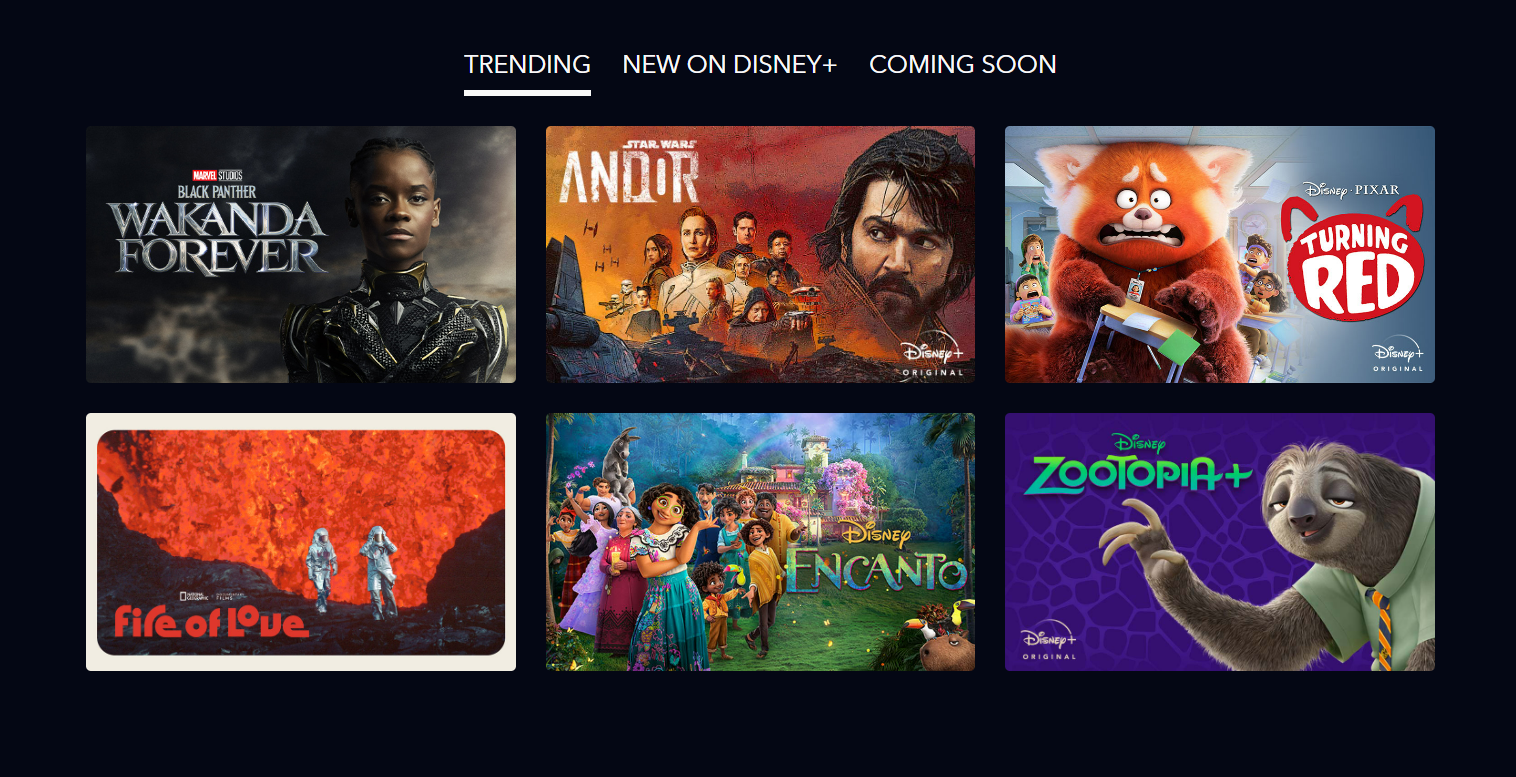 TRENDING NEW ON DISNEY+ COMING SOON
MARVEL STUDIOS
BLACK PANTHER
WAKANDA
FOREVER
STAR WARS
ANDOR
Disney+
ORIGINAL
Disney · PIXAR
TURNING
RED
Disney+
ORIGINAL
NATIONAL GEOGRAPHIC DOCUMENTARY FILMS
Fire of Love
Disney
ENCANTO
Disney
ZOOTOPIA+
Disney+
ORIGINAL